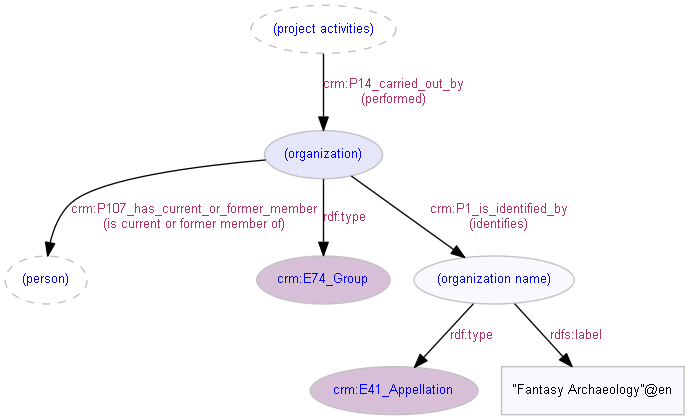 (project activities)
crm:P14_carried_out_by
(performed)
(organization)
crm:P107_has_current_or_former_member
(is current or former member of)
rdf:type
crm:P1_is_identified_by
(identifies)
(person)
crm:E74_Group
(organization name)
rdf:type
rdfs:label
crm:E41_Appellation
"Fantasy Archaeology"@en